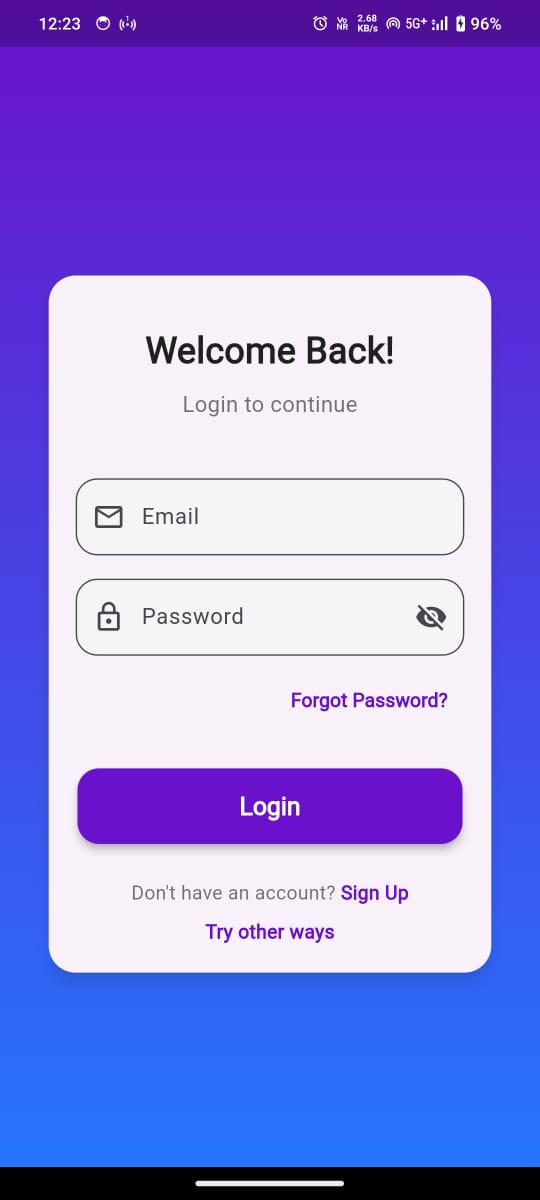 12:23 Vo NR 2.68 KB/s 5G+ 96%
Welcome Back!
Login to continue
Email
Password
Forgot Password?
Login
Don't have an account? Sign Up
Try other ways